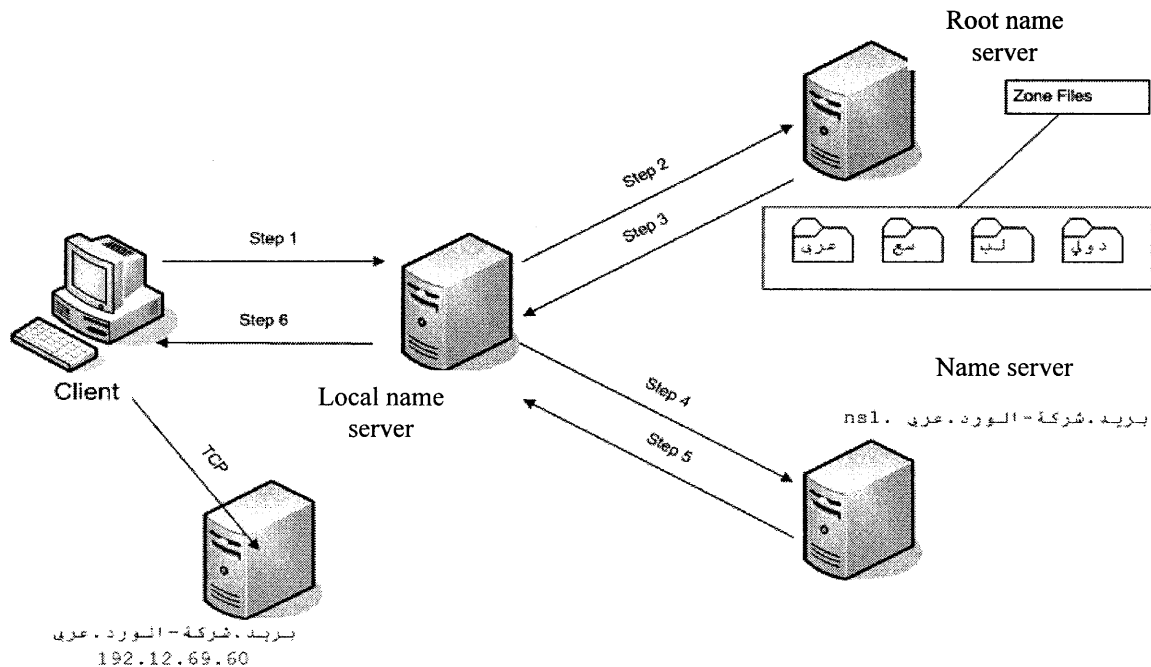 Root name
server
Zone Files
Step 2
Step 3
عربي
سع
لب
دولي
Step 1
Step 6
Client
Local name
server
Name server
Step 4
Step 5
ns1. بريد.شركة-الورد.عربي
TCP
بريد.شركة-الورد.عربي
192.12.69.60